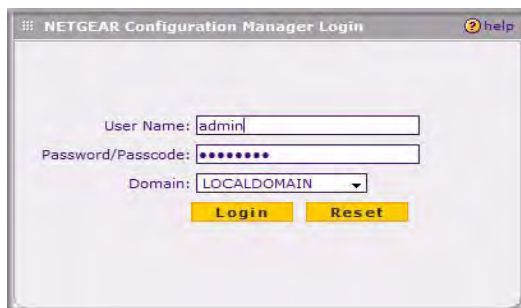 NETGEAR Configuration Manager Login ? help
User Name: admin
Password/Passcode: ••••••••
Domain: LOCALDOMAIN
Login Reset